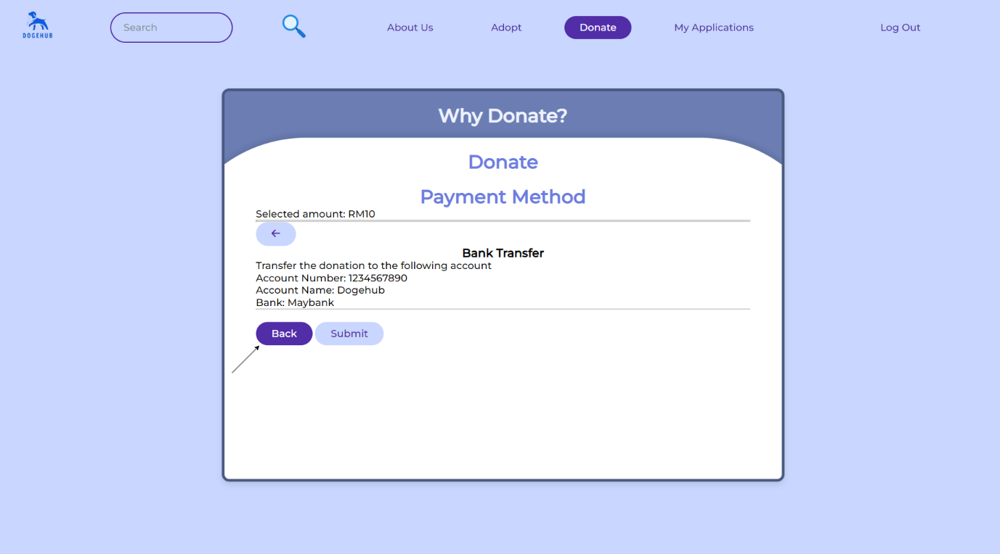 DOGEHUB
Search
About Us
Adopt
Donate
My Applications
Log Out
Why Donate?
Donate
Payment Method
Selected amount: RM10
←
Bank Transfer
Transfer the donation to the following account
Account Number: 1234567890
Account Name: Dogehub
Bank: Maybank
Back
Submit